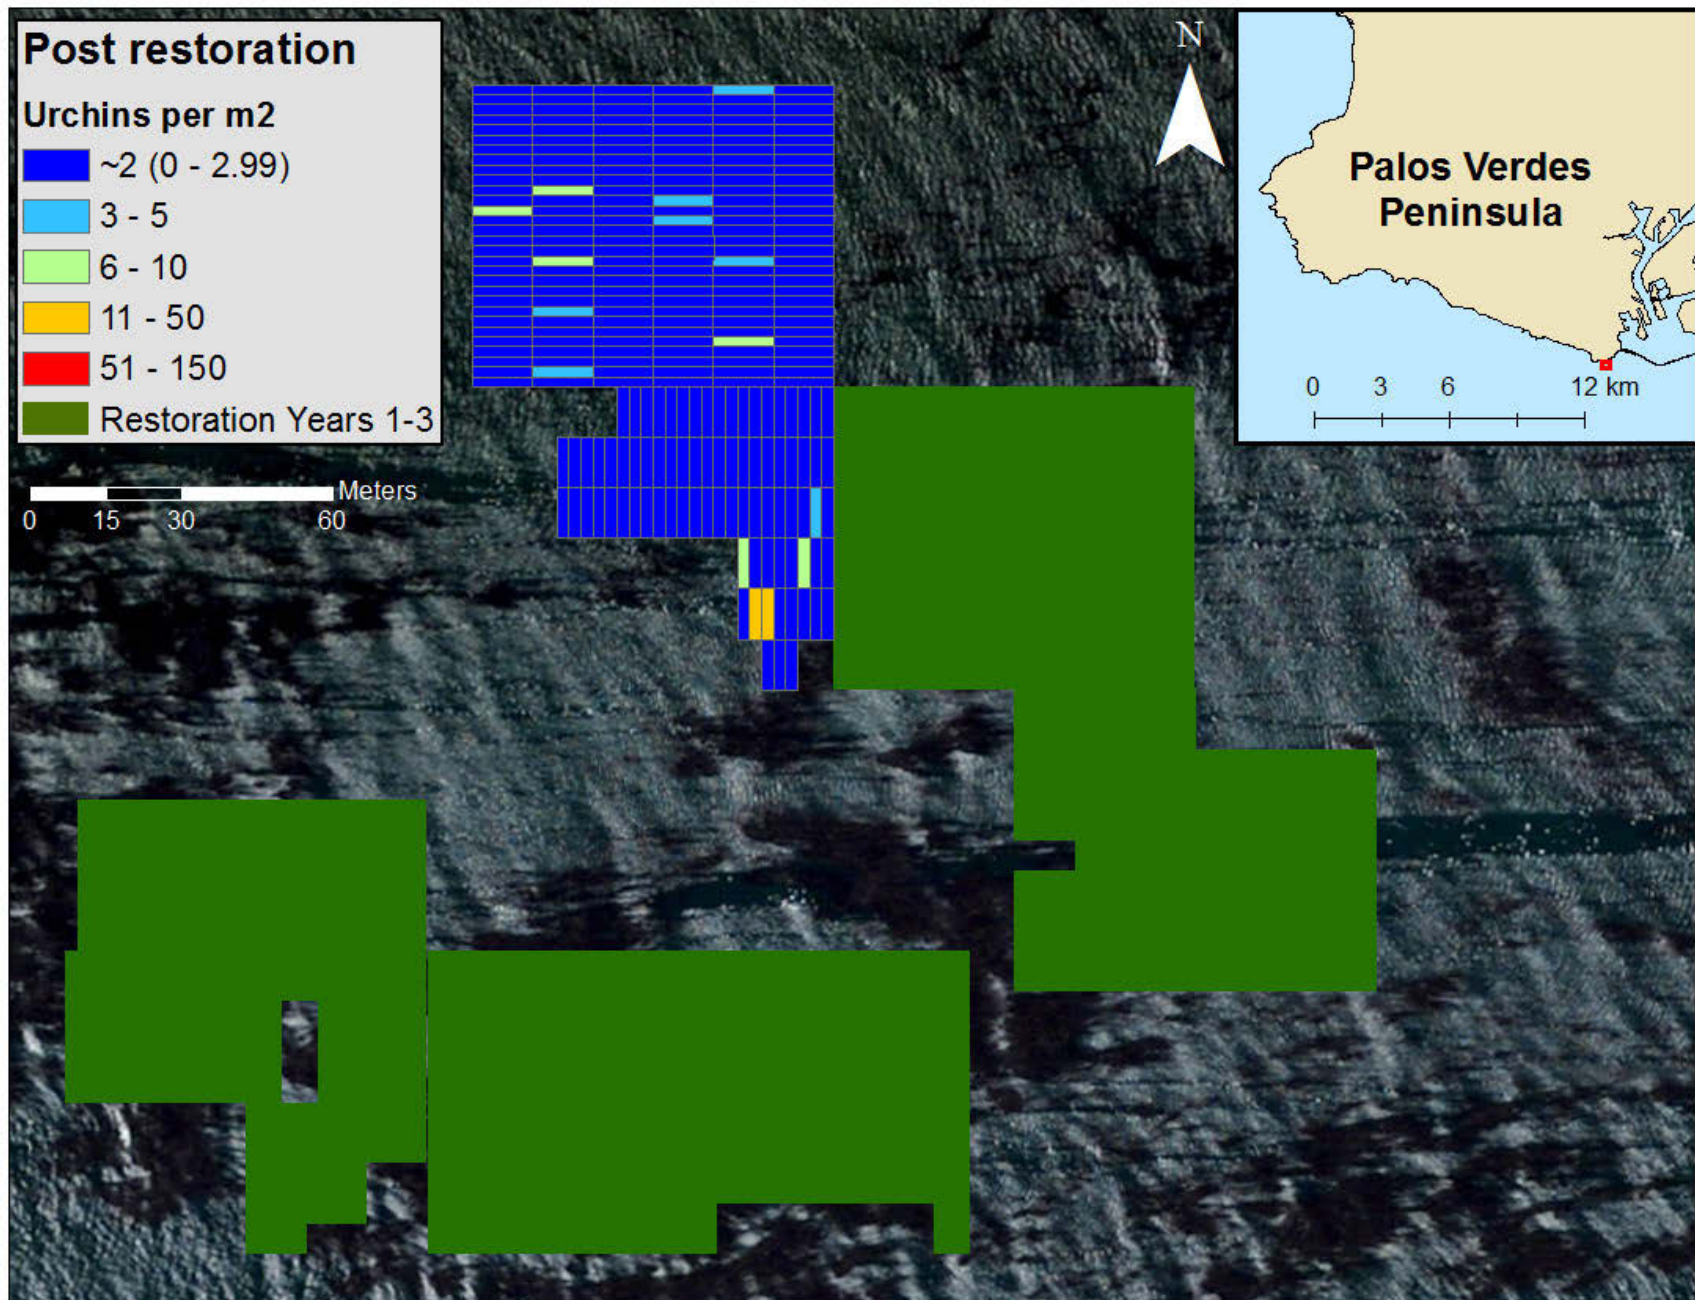 Post restoration
Urchins per m2
~2 (0 - 2.99)
3 - 5
6 - 10
11 - 50
51 - 150
Restoration Years 1-3
Meters
0 15 30 60
N
Palos Verdes
Peninsula
0 3 6 12 km